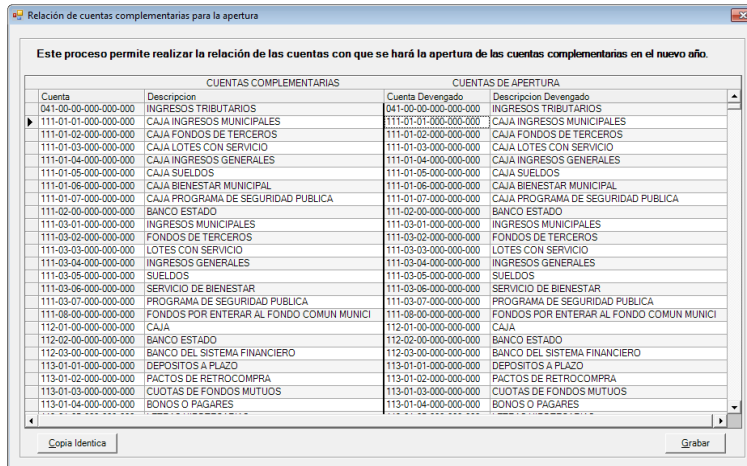 Relación de cuentas complementarias para la apertura
Este proceso permite realizar la relación de las cuentas con que se hará la apertura de las cuentas complementarias en el nuevo año.
CUENTAS COMPLEMENTARIAS CUENTAS DE APERTURA
Cuenta Descripcion Cuenta Devengado Descripcion Devengado
041-00-00-000-000-000 INGRESOS TRIBUTARIOS 041-00-00-000-000-000 INGRESOS TRIBUTARIOS
111-01-01-000-000-000 CAJA INGRESOS MUNICIPALES 111-01-01-000-000-000 CAJA INGRESOS MUNICIPALES
111-01-02-000-000-000 CAJA FONDOS DE TERCEROS 111-01-02-000-000-000 CAJA FONDOS DE TERCEROS
111-01-03-000-000-000 CAJA LOTES CON SERVICIO 111-01-03-000-000-000 CAJA LOTES CON SERVICIO
111-01-04-000-000-000 CAJA INGRESOS GENERALES 111-01-04-000-000-000 CAJA INGRESOS GENERALES
111-01-05-000-000-000 CAJA SUELDOS 111-01-05-000-000-000 CAJA SUELDOS
111-01-06-000-000-000 CAJA BIENESTAR MUNICIPAL 111-01-06-000-000-000 CAJA BIENESTAR MUNICIPAL
111-01-07-000-000-000 CAJA PROGRAMA DE SEGURIDAD PUBLICA 111-01-07-000-000-000 CAJA PROGRAMA DE SEGURIDAD PUBLICA
111-02-00-000-000-000 BANCO ESTADO 111-02-00-000-000-000 BANCO ESTADO
111-03-01-000-000-000 INGRESOS MUNICIPALES 111-03-01-000-000-000 INGRESOS MUNICIPALES
111-03-02-000-000-000 FONDOS DE TERCEROS 111-03-02-000-000-000 FONDOS DE TERCEROS
111-03-03-000-000-000 LOTES CON SERVICIO 111-03-03-000-000-000 LOTES CON SERVICIO
111-03-04-000-000-000 INGRESOS GENERALES 111-03-04-000-000-000 INGRESOS GENERALES
111-03-05-000-000-000 SUELDOS 111-03-05-000-000-000 SUELDOS
111-03-06-000-000-000 SERVICIO DE BIENESTAR 111-03-06-000-000-000 SERVICIO DE BIENESTAR
111-03-07-000-000-000 PROGRAMA DE SEGURIDAD PUBLICA 111-03-07-000-000-000 PROGRAMA DE SEGURIDAD PUBLICA
111-08-00-000-000-000 FONDOS POR ENTERAR AL FONDO COMUN MUNICI 111-08-00-000-000-000 FONDOS POR ENTERAR AL FONDO COMUN MUNICI
112-01-00-000-000-000 CAJA 112-01-00-000-000-000 CAJA
112-02-00-000-000-000 BANCO ESTADO 112-02-00-000-000-000 BANCO ESTADO
112-03-00-000-000-000 BANCO DEL SISTEMA FINANCIERO 112-03-00-000-000-000 BANCO DEL SISTEMA FINANCIERO
113-01-01-000-000-000 DEPOSITOS A PLAZO 113-01-01-000-000-000 DEPOSITOS A PLAZO
113-01-02-000-000-000 PACTOS DE RETROCOMPRA 113-01-02-000-000-000 PACTOS DE RETROCOMPRA
113-01-03-000-000-000 CUOTAS DE FONDOS MUTUOS 113-01-03-000-000-000 CUOTAS DE FONDOS MUTUOS
113-01-04-000-000-000 BONOS O PAGARES 113-01-04-000-000-000 BONOS O PAGARES
Copia Identica Grabar